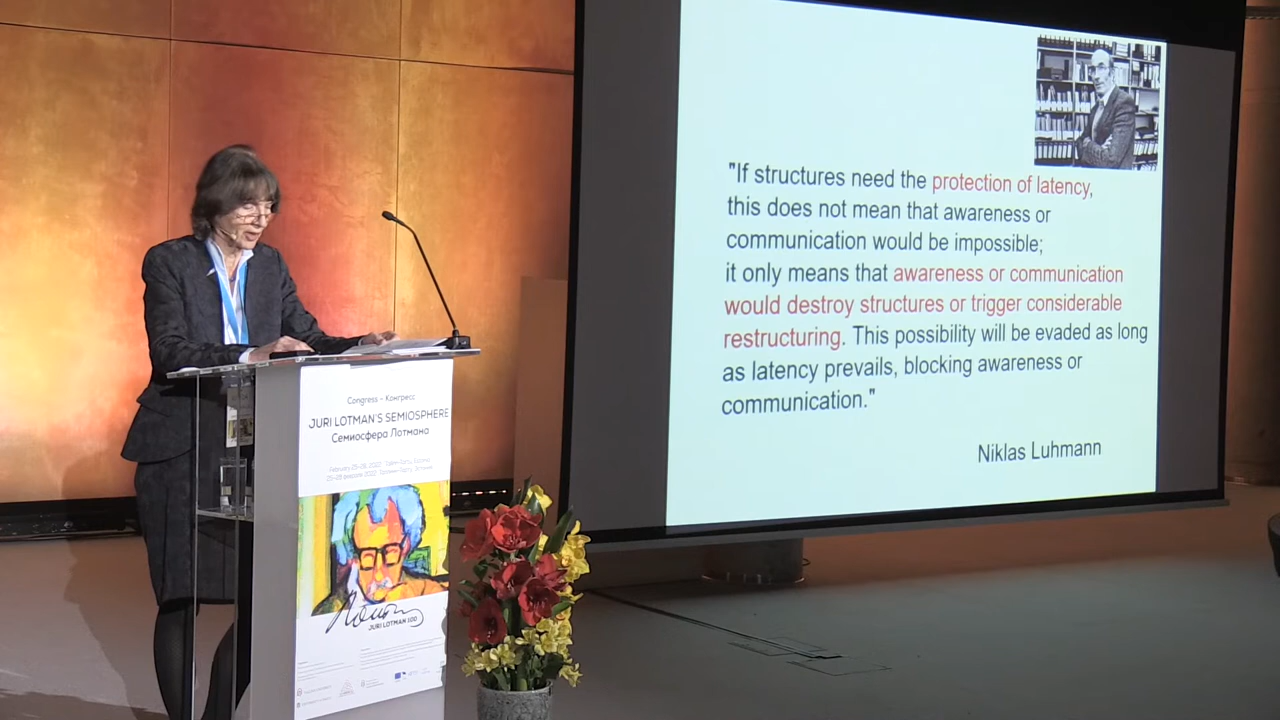 "If structures need the protection of latency,
this does not mean that awareness or
communication would be impossible;
it only means that awareness or communication
would destroy structures or trigger considerable
restructuring. This possibility will be evaded as long
as latency prevails, blocking awareness or
communication."
Niklas Luhmann
Congress – Конгресс
JURI LOTMAN'S SEMIOSPHERE
Семиосфера Лотмана
JURI LOTMAN 100